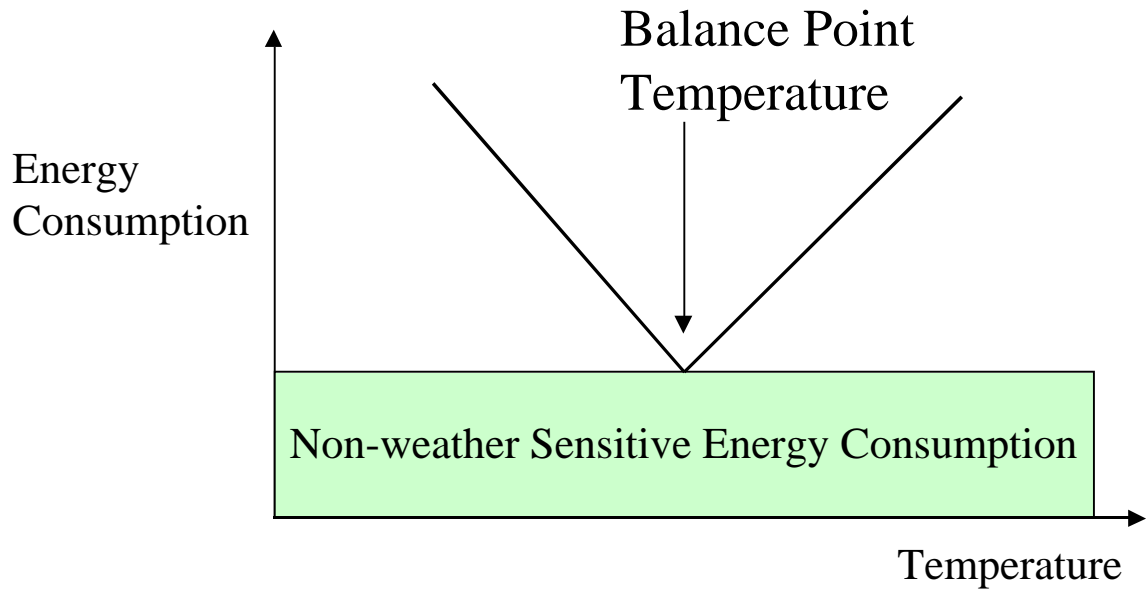 Balance Point
Temperature
Energy
Consumption
Non-weather Sensitive Energy Consumption
Temperature